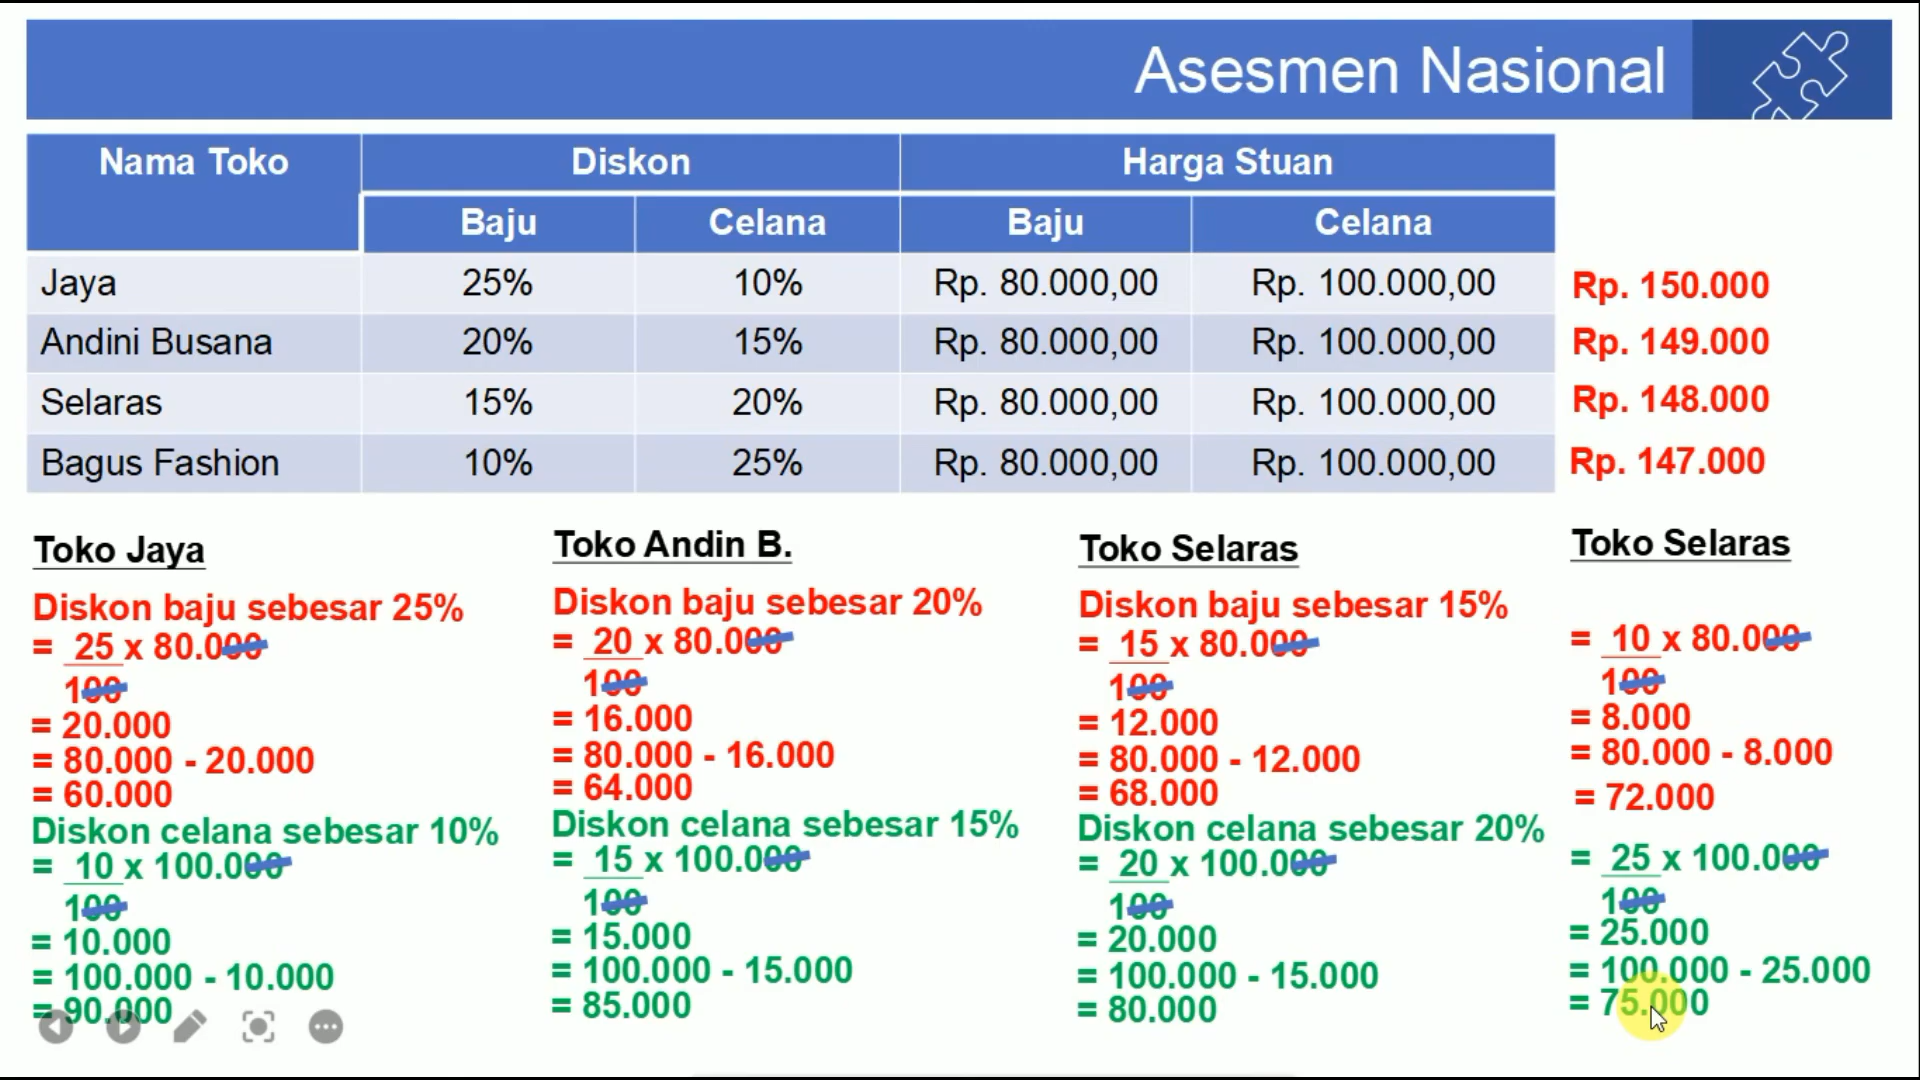 Asesmen Nasional
Nama Toko Diskon Harga Stuan
Baju Celana Baju Celana
Jaya 25% 10% Rp. 80.000,00 Rp. 100.000,00 Rp. 150.000
Andini Busana 20% 15% Rp. 80.000,00 Rp. 100.000,00 Rp. 149.000
Selaras 15% 20% Rp. 80.000,00 Rp. 100.000,00 Rp. 148.000
Bagus Fashion 10% 25% Rp. 80.000,00 Rp. 100.000,00 Rp. 147.000
Toko Jaya
Diskon baju sebesar 25%
= 25 x 80.000
100
= 20.000
= 80.000 - 20.000
= 60.000
Diskon celana sebesar 10%
= 10 x 100.000
100
= 10.000
= 100.000 - 10.000
= 90.000
Toko Andin B.
Diskon baju sebesar 20%
= 20 x 80.000
100
= 16.000
= 80.000 - 16.000
= 64.000
Diskon celana sebesar 15%
= 15 x 100.000
100
= 15.000
= 100.000 - 15.000
= 85.000
Toko Selaras
Diskon baju sebesar 15%
= 15 x 80.000
100
= 12.000
= 80.000 - 12.000
= 68.000
Diskon celana sebesar 20%
= 20 x 100.000
100
= 20.000
= 100.000 - 15.000
= 80.000
Toko Selaras
= 10 x 80.000
100
= 8.000
= 80.000 - 8.000
= 72.000
= 25 x 100.000
100
= 25.000
= 100.000 - 25.000
= 75.000